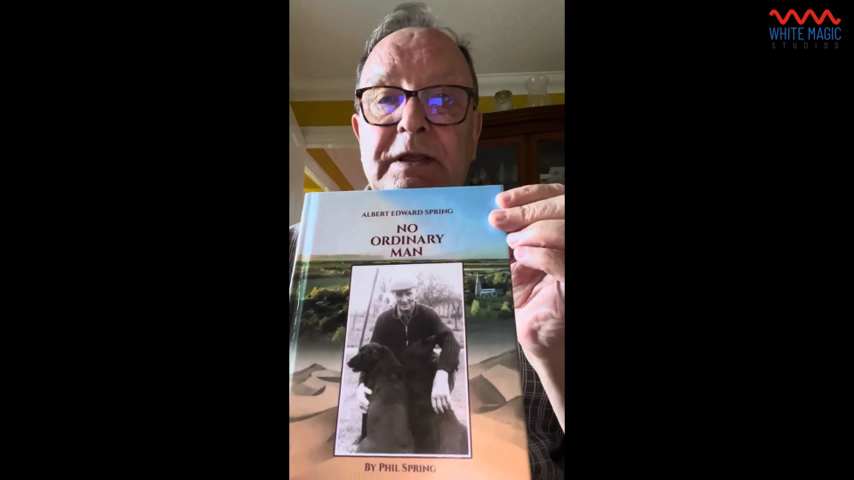 WHITE MAGIC
STUDIOS
ALBERT EDWARD SPRING
NO
ORDINARY
MAN
BY PHIL SPRING